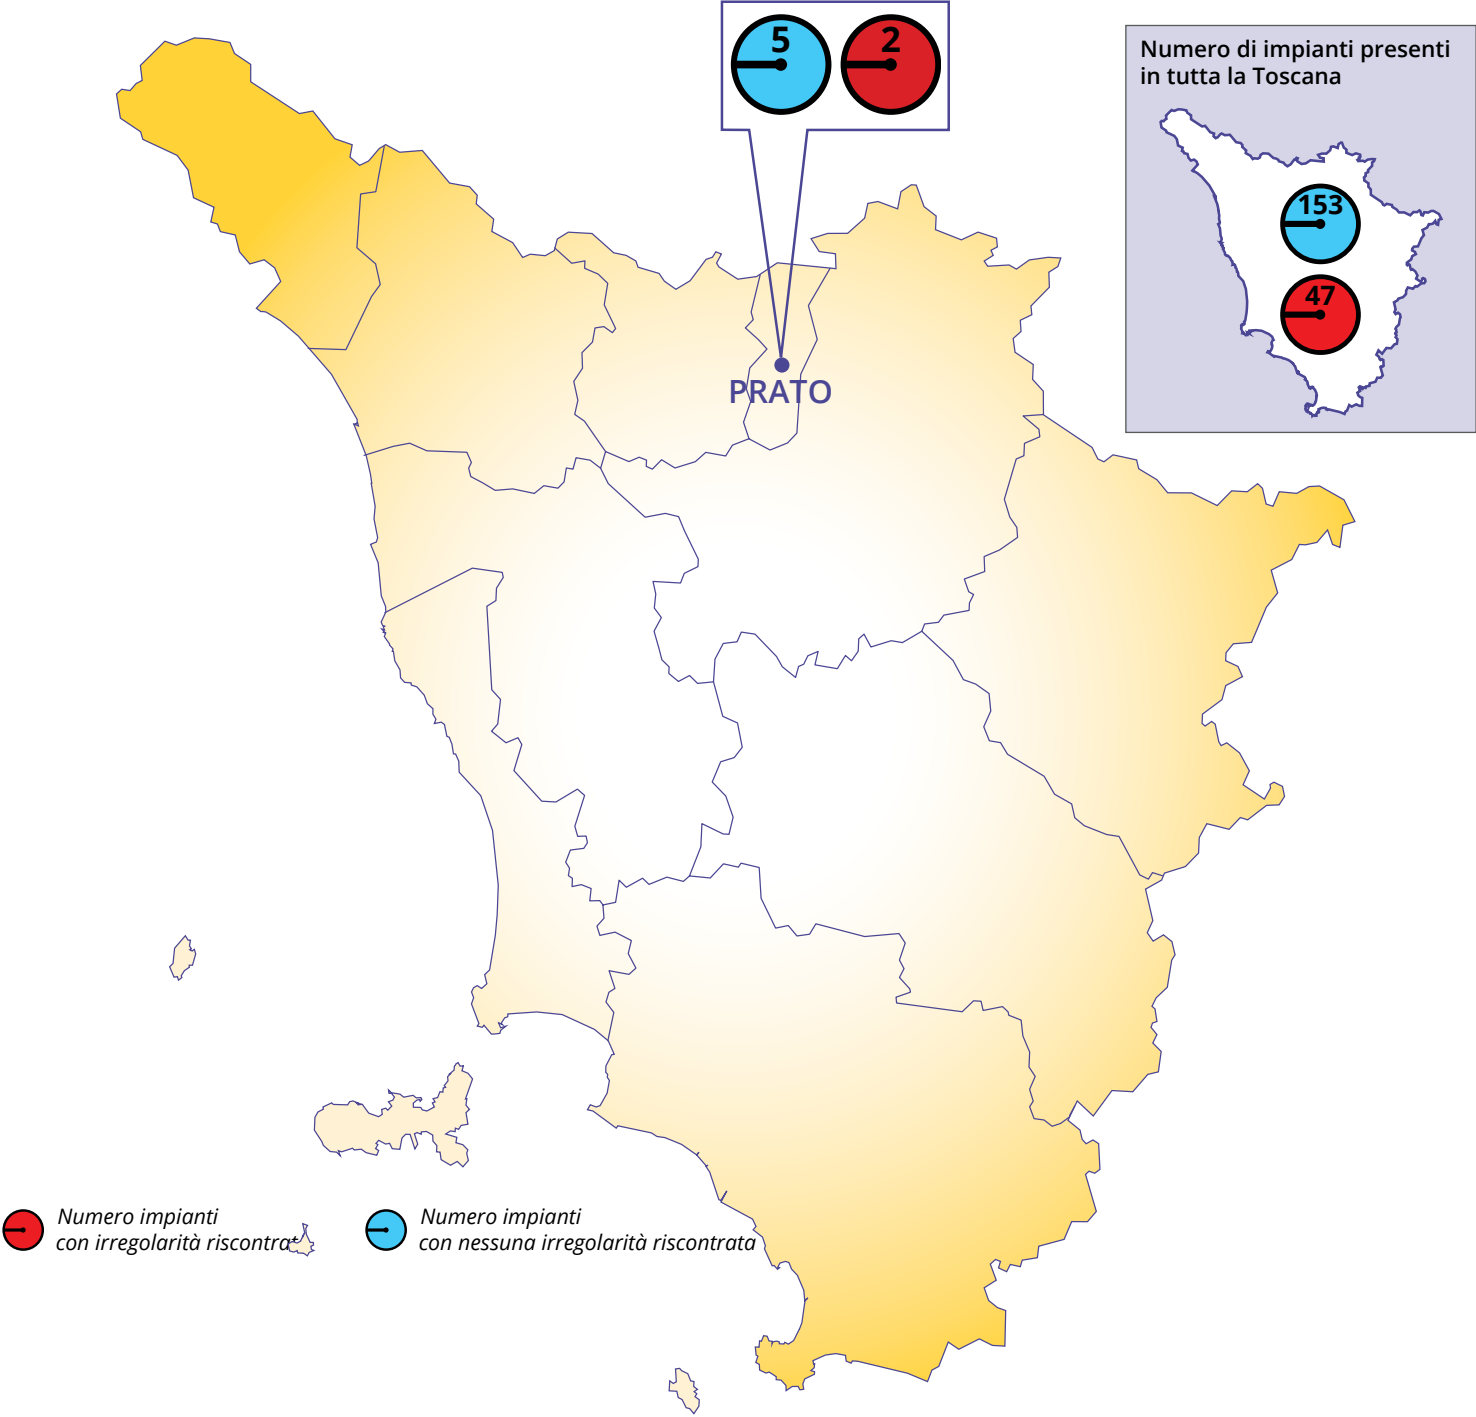 5 2
Numero di impianti presenti
in tutta la Toscana
153
47
PRATO
Numero impianti
con irregolarità riscontrat
Numero impianti
con nessuna irregolarità riscontrata